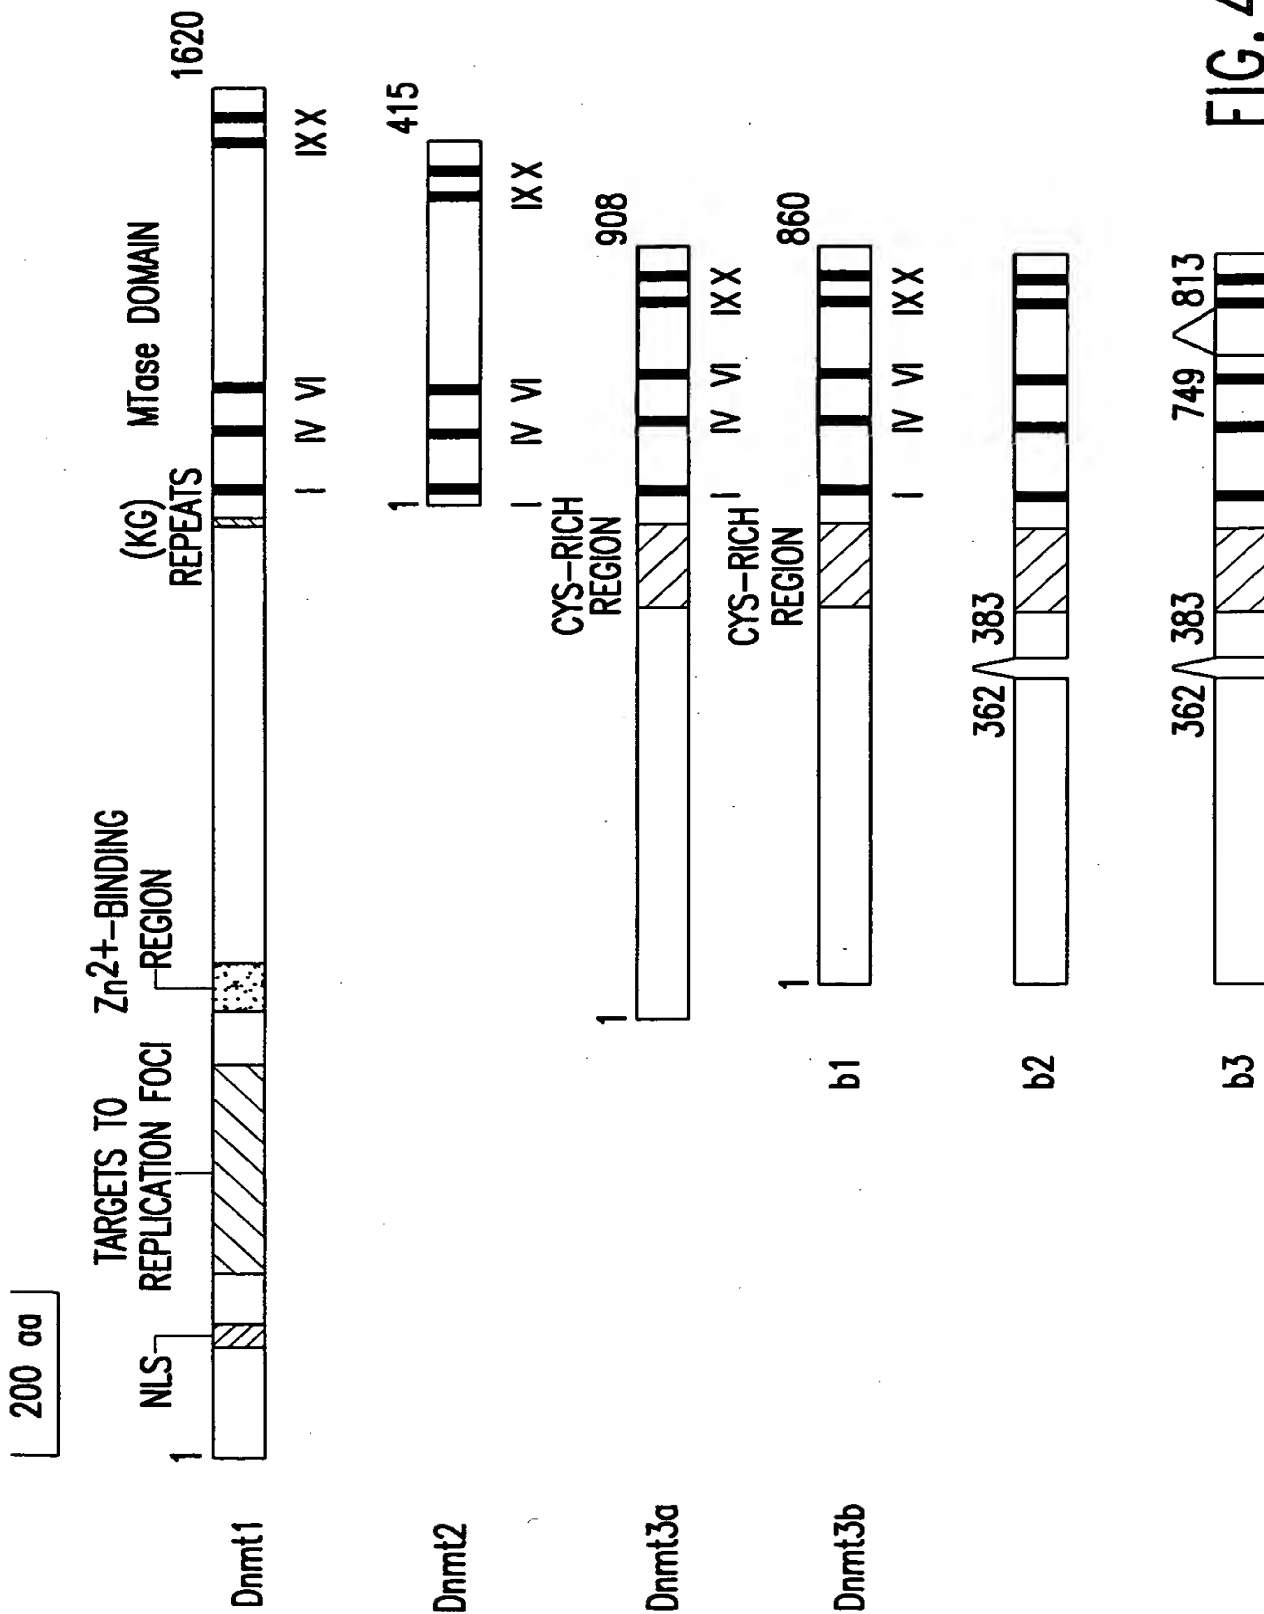 200 aa
TARGETS TO
REPLICATION FOCI
Zn2+-BINDING
REGION
NLS
(KG)
REPEATS
MTase DOMAIN
Dnmt1
1
1620
I IV VI IX X
Dnmt2
1
415
I IV VI IX X
CYS-RICH
REGION
Dnmt3a
1
908
I IV VI IX X
CYS-RICH
REGION
Dnmt3b
b1
1
860
I IV VI IX X
b2
362 383
b3
362 383 749 813